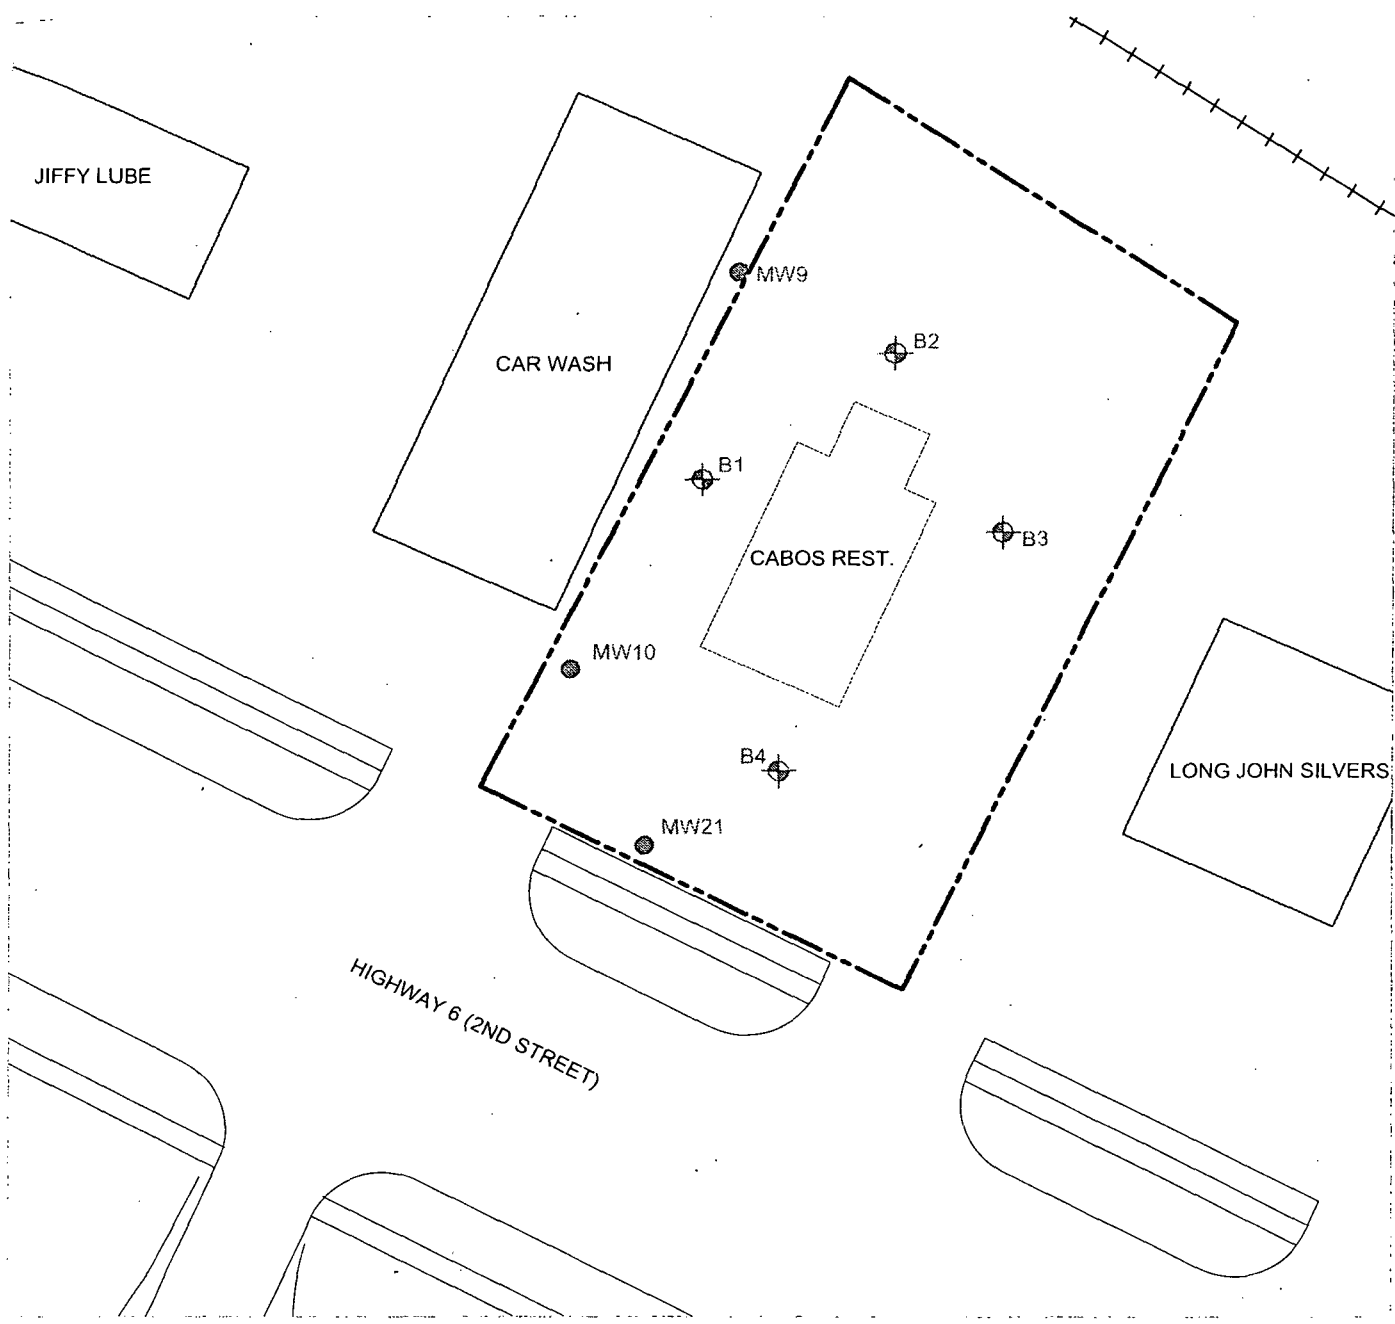 JIFFY LUBE
MW9
B2
CAR WASH
B1
B3
CABOS REST.
MW10
B4
LONG JOHN SILVERS
MW21
HIGHWAY 6 (2ND STREET)